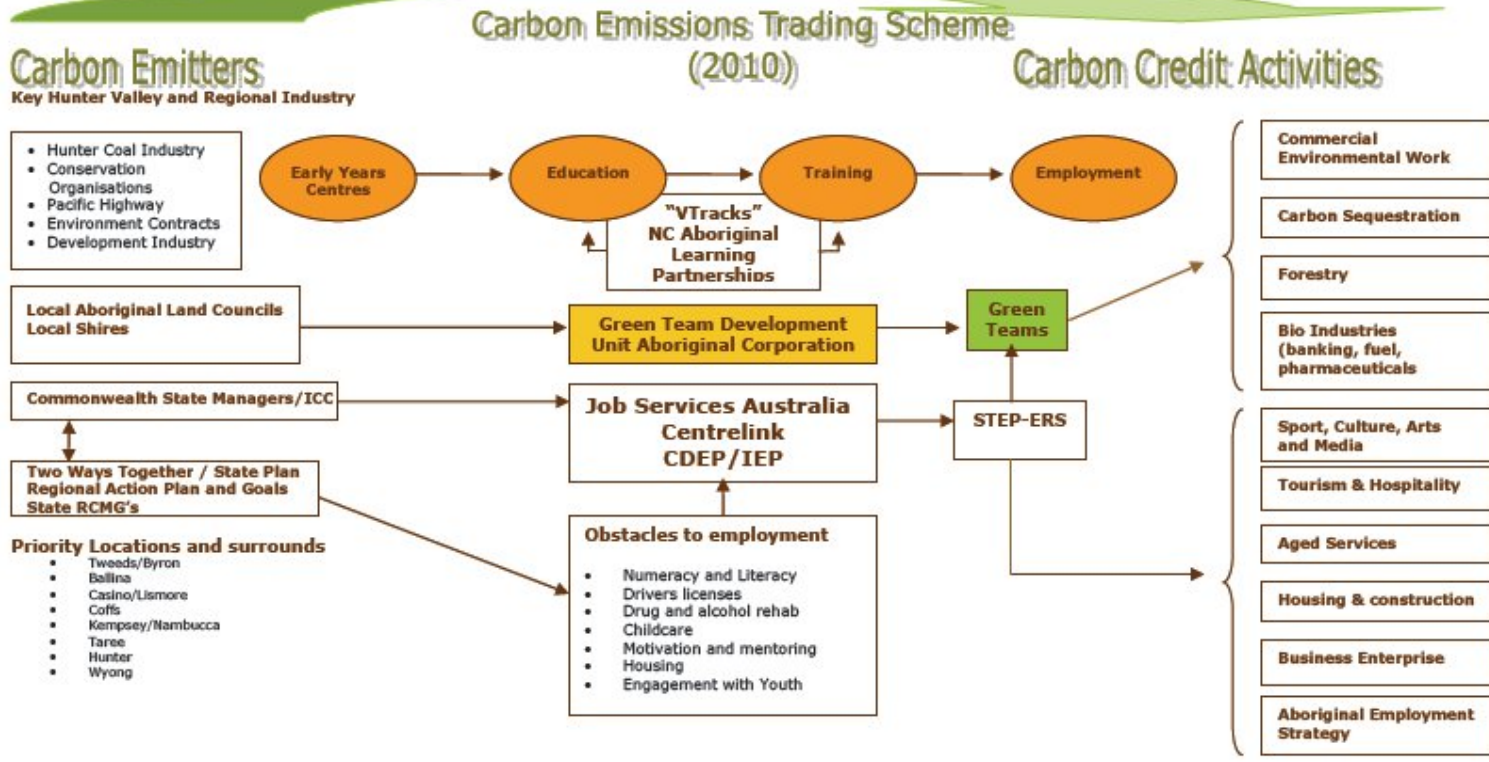 Carbon Emissions Trading Scheme
(2010)
Carbon Emitters
Key Hunter Valley and Regional Industry
Carbon Credit Activities
• Hunter Coal Industry
• Conservation
Organisations
• Pacific Highway
• Environment Contracts
• Development Industry
Early Years
Centres
Education
Training
Employment
"VTracks"
NC Aboriginal
Learning
Partnerships
Local Aboriginal Land Councils
Local Shires
Green Team Development
Unit Aboriginal Corporation
Green
Teams
Commonwealth State Managers/ICC
Job Services Australia
Centrelink
CDEP/IEP
STEP-ERS
Two Ways Together / State Plan
Regional Action Plan and Goals
State RCMG's
Priority Locations and surrounds
• Tweeds/Byron
• Ballina
• Casino/Lismore
• Coffs
• Kempsey/Nambucca
• Taree
• Hunter
• Wyong
Obstacles to employment
• Numeracy and Literacy
• Drivers licenses
• Drug and alcohol rehab
• Childcare
• Motivation and mentoring
• Housing
• Engagement with Youth
Commercial
Environmental Work
Carbon Sequestration
Forestry
Bio Industries
(banking, fuel,
pharmaceuticals
Sport, Culture, Arts
and Media
Tourism & Hospitality
Aged Services
Housing & construction
Business Enterprise
Aboriginal Employment
Strategy